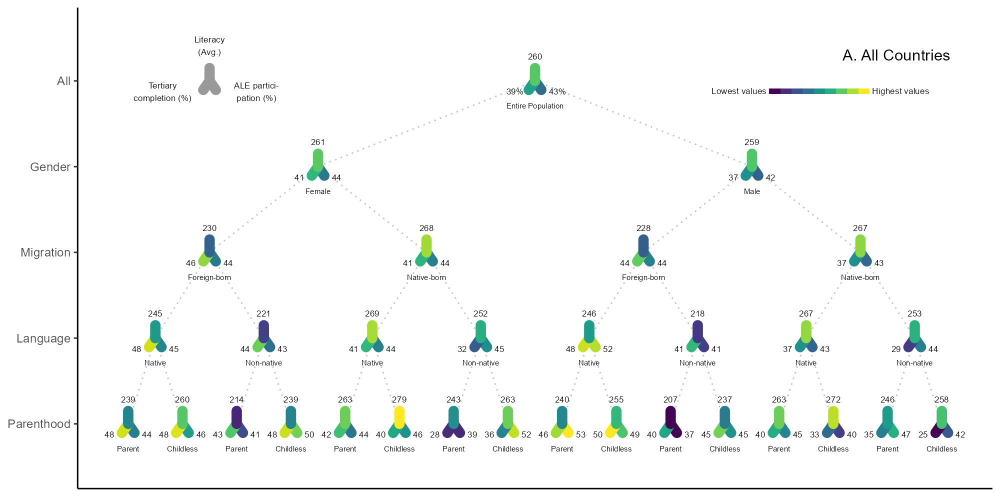 Literacy
(Avg.)
Tertiary
completion (%)
ALE partici-
pation (%)
A. All Countries
Lowest values
Highest values
All
260
39%
43%
Entire Population
Gender
261
41
44
Female
259
37
42
Male
Migration
230
46
44
Foreign-born
268
41
44
Native-born
228
44
44
Foreign-born
267
37
43
Native-born
Language
245
48
45
Native
221
44
43
Non-native
269
41
44
Native
252
32
45
Non-native
246
48
52
Native
218
41
41
Non-native
267
37
43
Native
253
29
44
Non-native
Parenthood
239
48
44
Parent
260
48
46
Childless
214
43
41
Parent
239
48
50
Childless
263
42
44
Parent
279
40
46
Childless
243
28
39
Parent
263
36
52
Childless
240
46
53
Parent
255
50
49
Childless
207
40
37
Parent
237
45
45
Childless
263
40
45
Parent
272
33
40
Childless
246
35
47
Parent
258
25
42
Childless